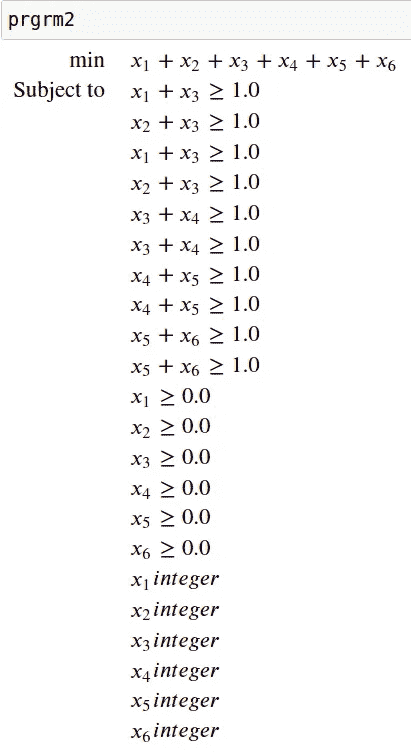 prgrm2
min x₁ + x₂ + x₃ + x₄ + x₅ + x₆
Subject to x₁ + x₃ ≥ 1.0
x₂ + x₃ ≥ 1.0
x₁ + x₃ ≥ 1.0
x₂ + x₃ ≥ 1.0
x₃ + x₄ ≥ 1.0
x₃ + x₄ ≥ 1.0
x₄ + x₅ ≥ 1.0
x₄ + x₅ ≥ 1.0
x₅ + x₆ ≥ 1.0
x₅ + x₆ ≥ 1.0
x₁ ≥ 0.0
x₂ ≥ 0.0
x₃ ≥ 0.0
x₄ ≥ 0.0
x₅ ≥ 0.0
x₆ ≥ 0.0
x₁ integer
x₂ integer
x₃ integer
x₄ integer
x₅ integer
x₆ integer